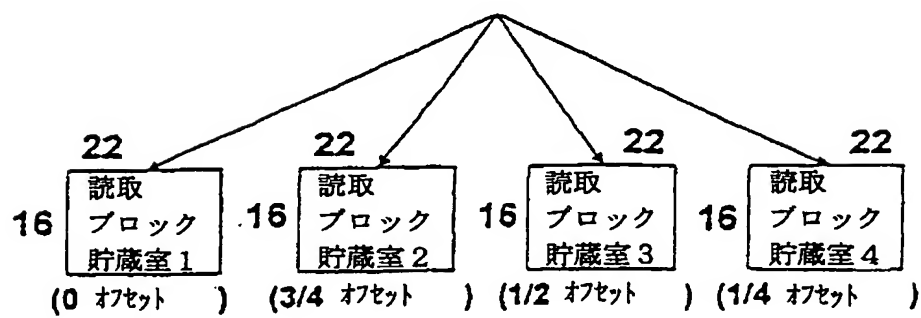 22 22 22 22
16 読取 16 読取 16 読取 16 読取
ブロック ブロック ブロック ブロック
貯蔵室1 貯蔵室2 貯蔵室3 貯蔵室4
(0 オフセット ) (3/4 オフセット ) (1/2 オフセット ) (1/4 オフセット )